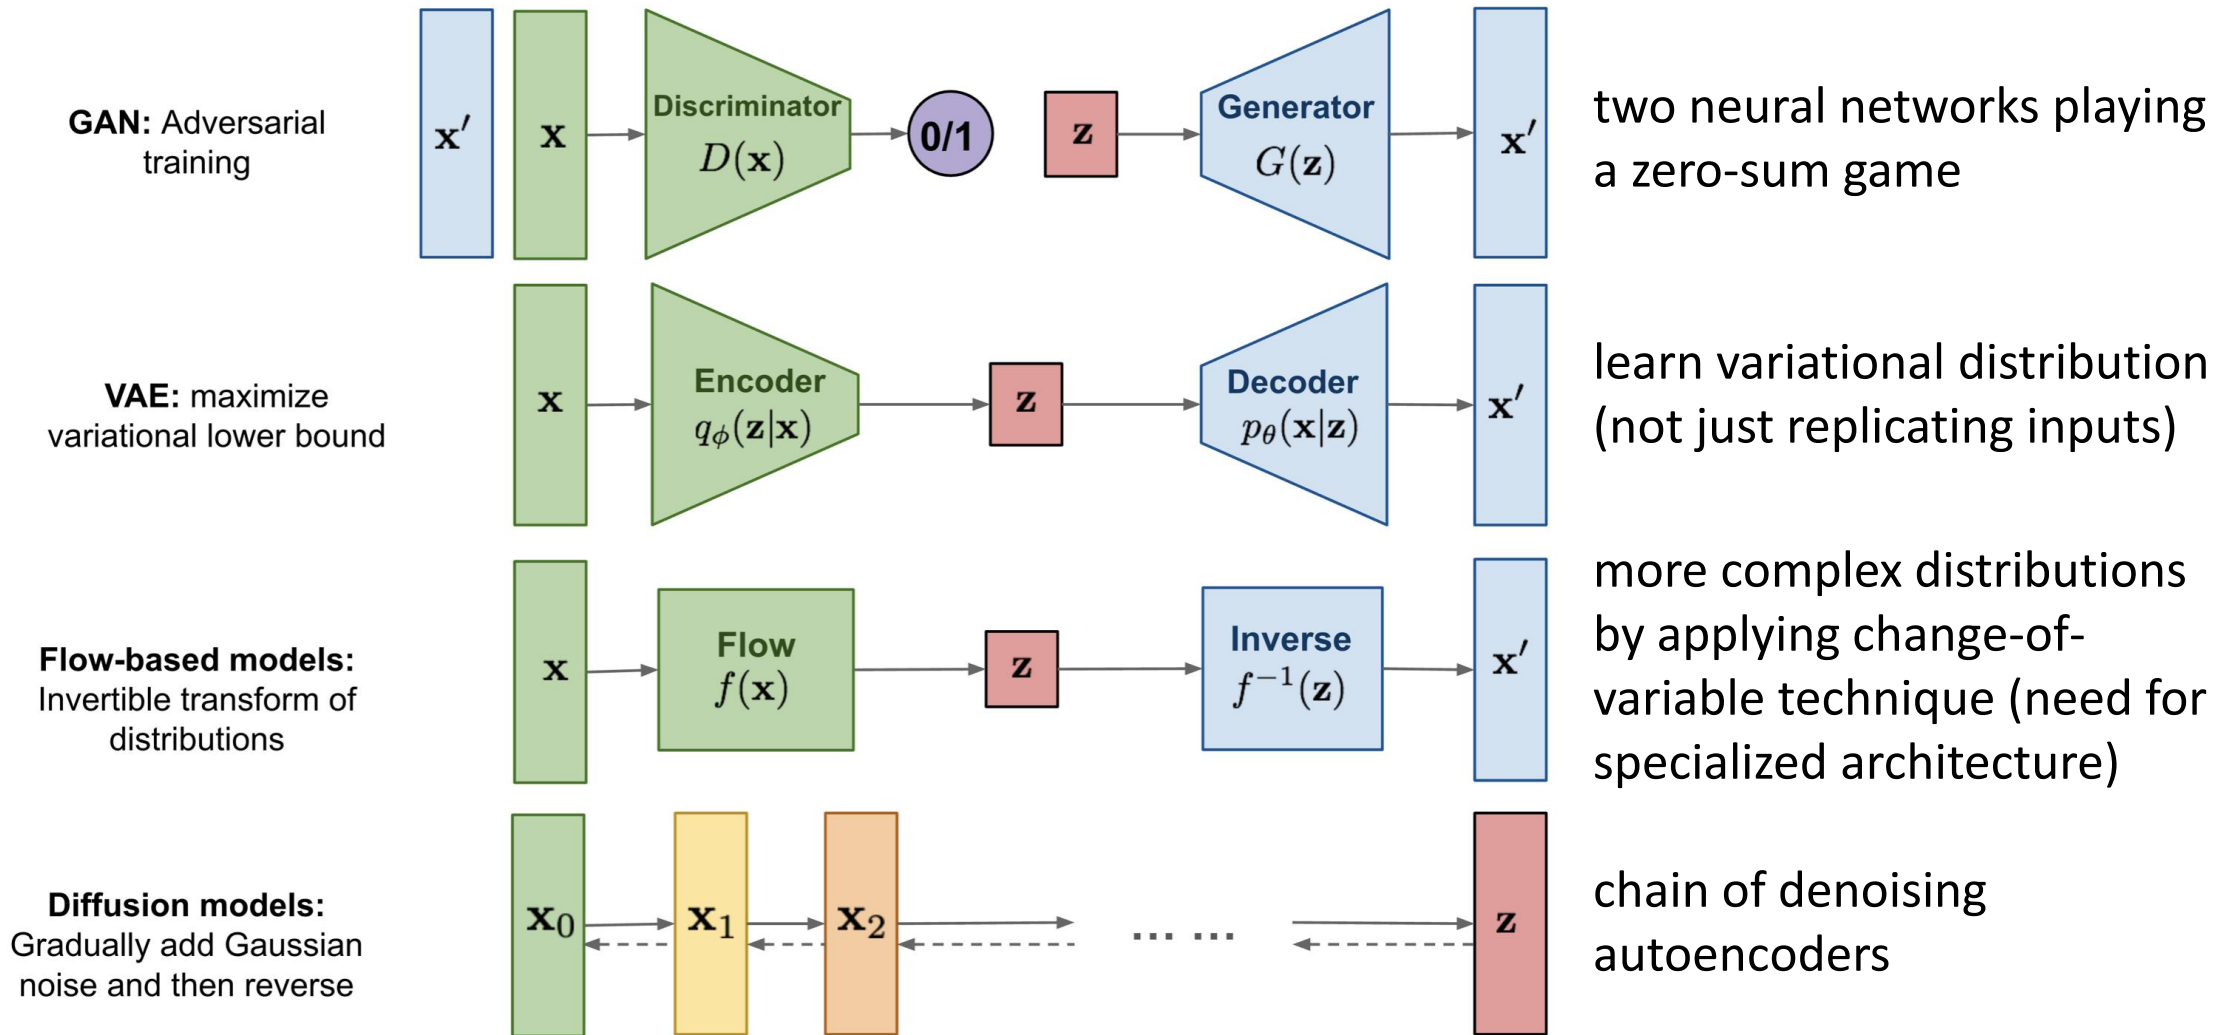 GAN: Adversarial
training
x′
x
Discriminator
D(x)
0/1
z
Generator
G(z)
x′
two neural networks playing
a zero-sum game
VAE: maximize
variational lower bound
x
Encoder
qϕ(z|x)
z
Decoder
pθ(x|z)
x′
learn variational distribution
(not just replicating inputs)
Flow-based models:
Invertible transform of
distributions
x
Flow
f(x)
z
Inverse
f⁻¹(z)
x′
more complex distributions
by applying change-of-
variable technique (need for
specialized architecture)
Diffusion models:
Gradually add Gaussian
noise and then reverse
x₀
x₁
x₂
... ...
z
chain of denoising
autoencoders